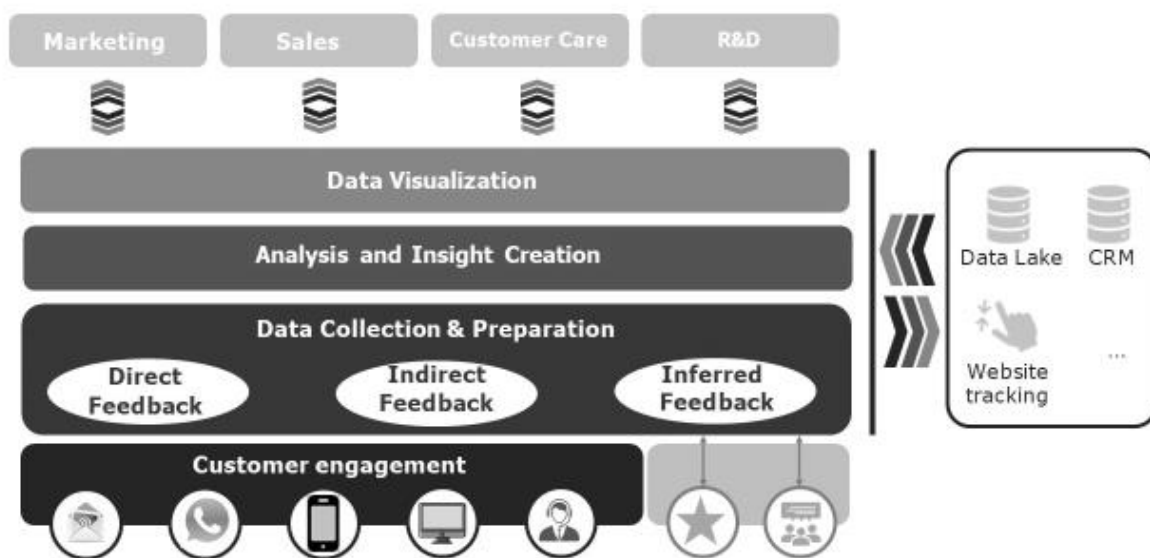 Marketing
Sales
Customer Care
R&D
Data Visualization
Analysis and Insight Creation
Data Collection & Preparation
Direct
Feedback
Indirect
Feedback
Inferred
Feedback
Customer engagement
Data Lake
CRM
Website
tracking
...